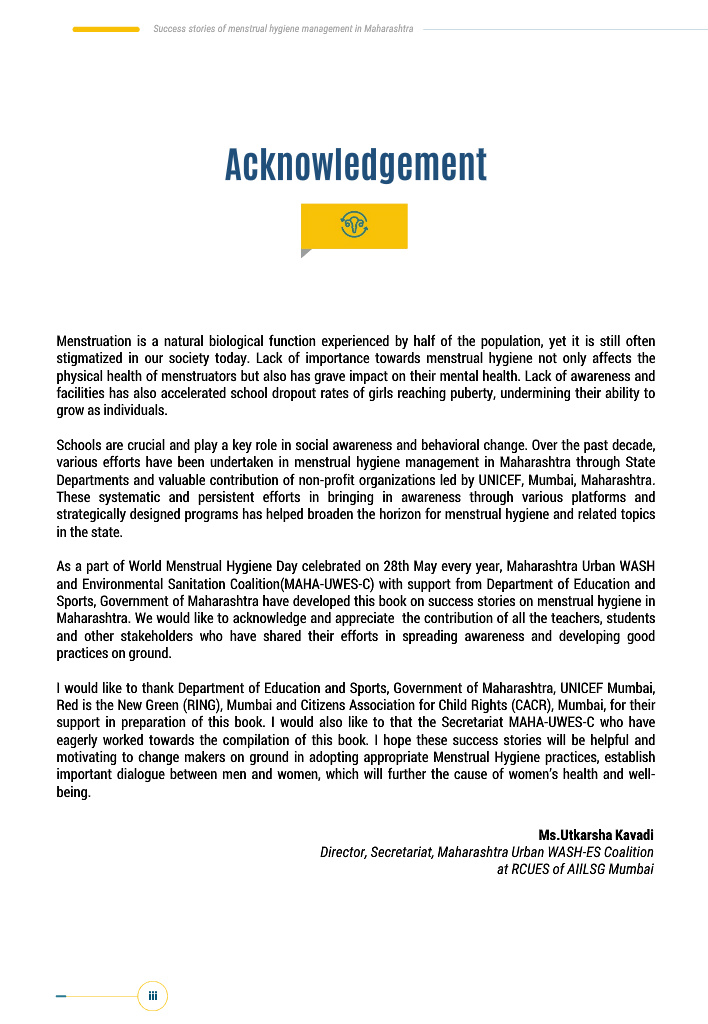 Success stories of menstrual hygiene management in Maharashtra
Acknowledgement
Menstruation is a natural biological function experienced by half of the population, yet it is still often
stigmatized in our society today. Lack of importance towards menstrual hygiene not only affects the
physical health of menstruators but also has grave impact on their mental health. Lack of awareness and
facilities has also accelerated school dropout rates of girls reaching puberty, undermining their ability to
grow as individuals.
Schools are crucial and play a key role in social awareness and behavioral change. Over the past decade,
various efforts have been undertaken in menstrual hygiene management in Maharashtra through State
Departments and valuable contribution of non-profit organizations led by UNICEF, Mumbai, Maharashtra.
These systematic and persistent efforts in bringing in awareness through various platforms and
strategically designed programs has helped broaden the horizon for menstrual hygiene and related topics
in the state.
As a part of World Menstrual Hygiene Day celebrated on 28th May every year, Maharashtra Urban WASH
and Environmental Sanitation Coalition(MAHA-UWES-C) with support from Department of Education and
Sports, Government of Maharashtra have developed this book on success stories on menstrual hygiene in
Maharashtra. We would like to acknowledge and appreciate the contribution of all the teachers, students
and other stakeholders who have shared their efforts in spreading awareness and developing good
practices on ground.
I would like to thank Department of Education and Sports, Government of Maharashtra, UNICEF Mumbai,
Red is the New Green (RING), Mumbai and Citizens Association for Child Rights (CACR), Mumbai, for their
support in preparation of this book. I would also like to that the Secretariat MAHA-UWES-C who have
eagerly worked towards the compilation of this book. I hope these success stories will be helpful and
motivating to change makers on ground in adopting appropriate Menstrual Hygiene practices, establish
important dialogue between men and women, which will further the cause of women's health and well-
being.
Ms.Utkarsha Kavadi
Director, Secretariat, Maharashtra Urban WASH-ES Coalition
at RCUES of AIILSG Mumbai
iii